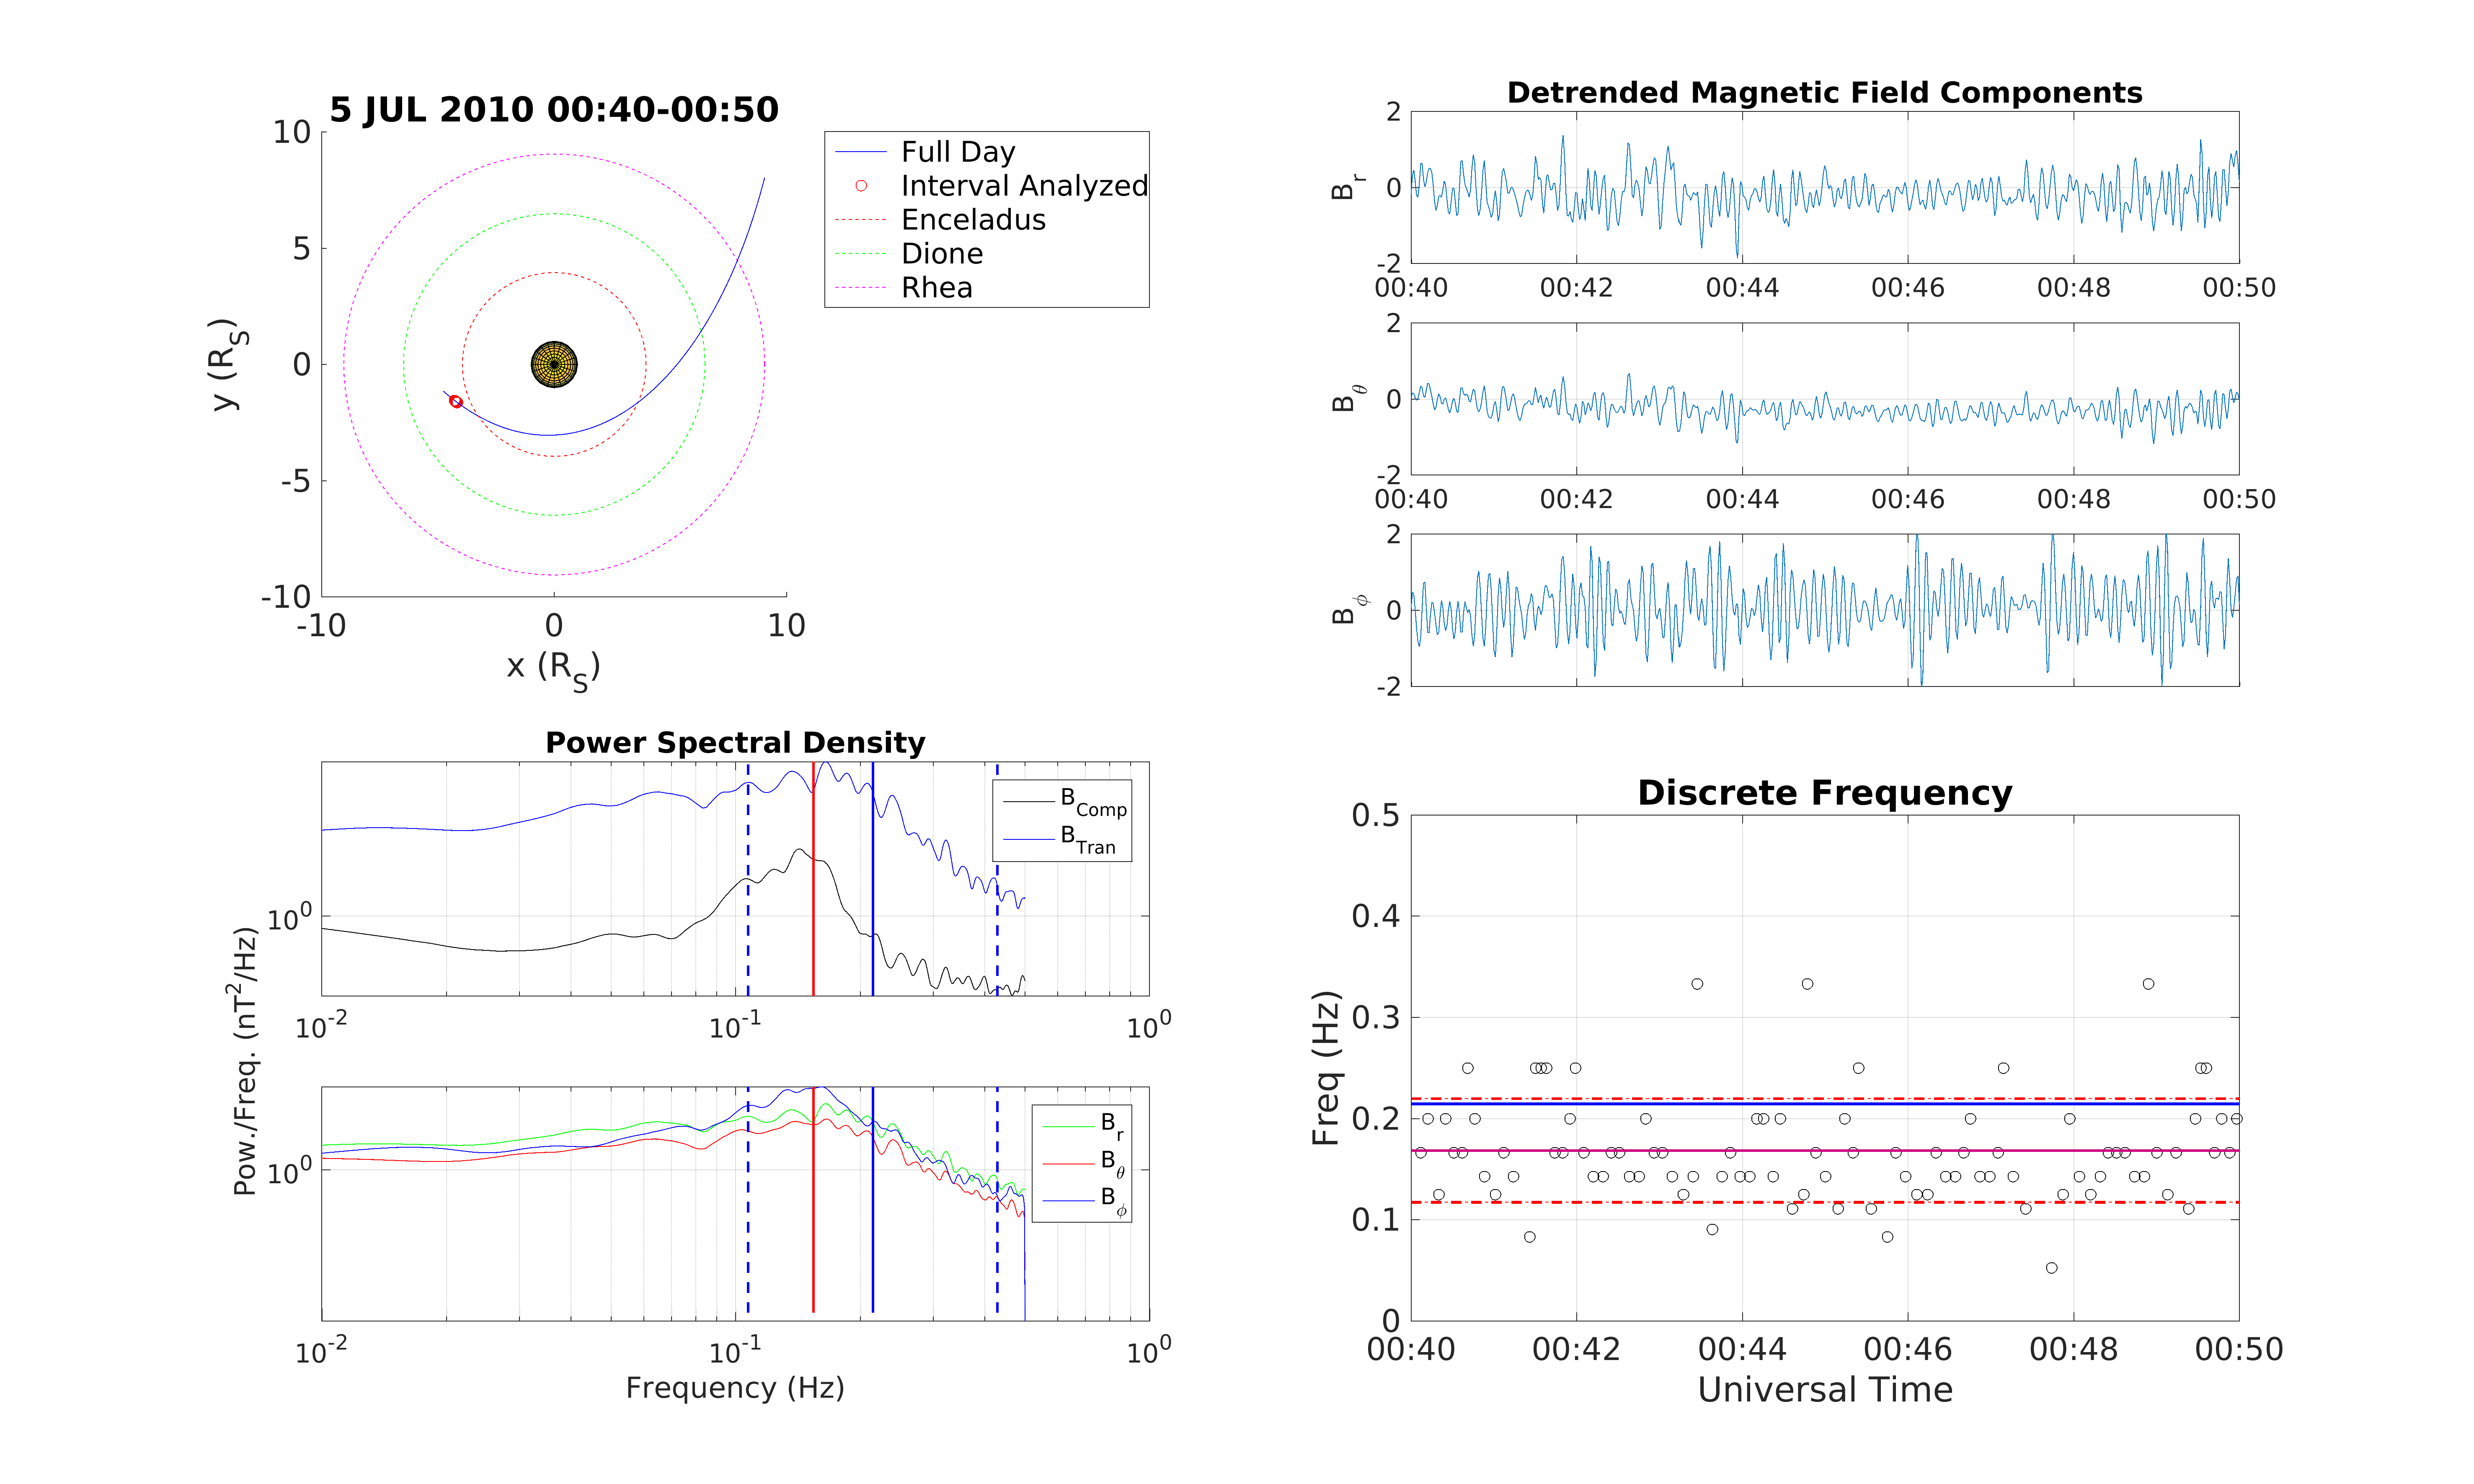 5 JUL 2010 00:40-00:50
10
5
0
-5
-10
-10 0 10
y (R_S)
x (R_S)
Full Day
Interval Analyzed
Enceladus
Dione
Rhea
Detrended Magnetic Field Components
2
0
-2
B_r
00:40 00:42 00:44 00:46 00:48 00:50
2
0
-2
B_θ
00:40 00:42 00:44 00:46 00:48 00:50
2
0
-2
B_ϕ
Power Spectral Density
10^0
B_Comp
B_Tran
10^-2 10^-1 10^0
Pow./Freq. (nT^2/Hz)
10^0
B_r
B_θ
B_ϕ
10^-2 10^-1 10^0
Frequency (Hz)
Discrete Frequency
0.5
0.4
0.3
0.2
0.1
0
Freq (Hz)
00:40 00:42 00:44 00:46 00:48 00:50
Universal Time